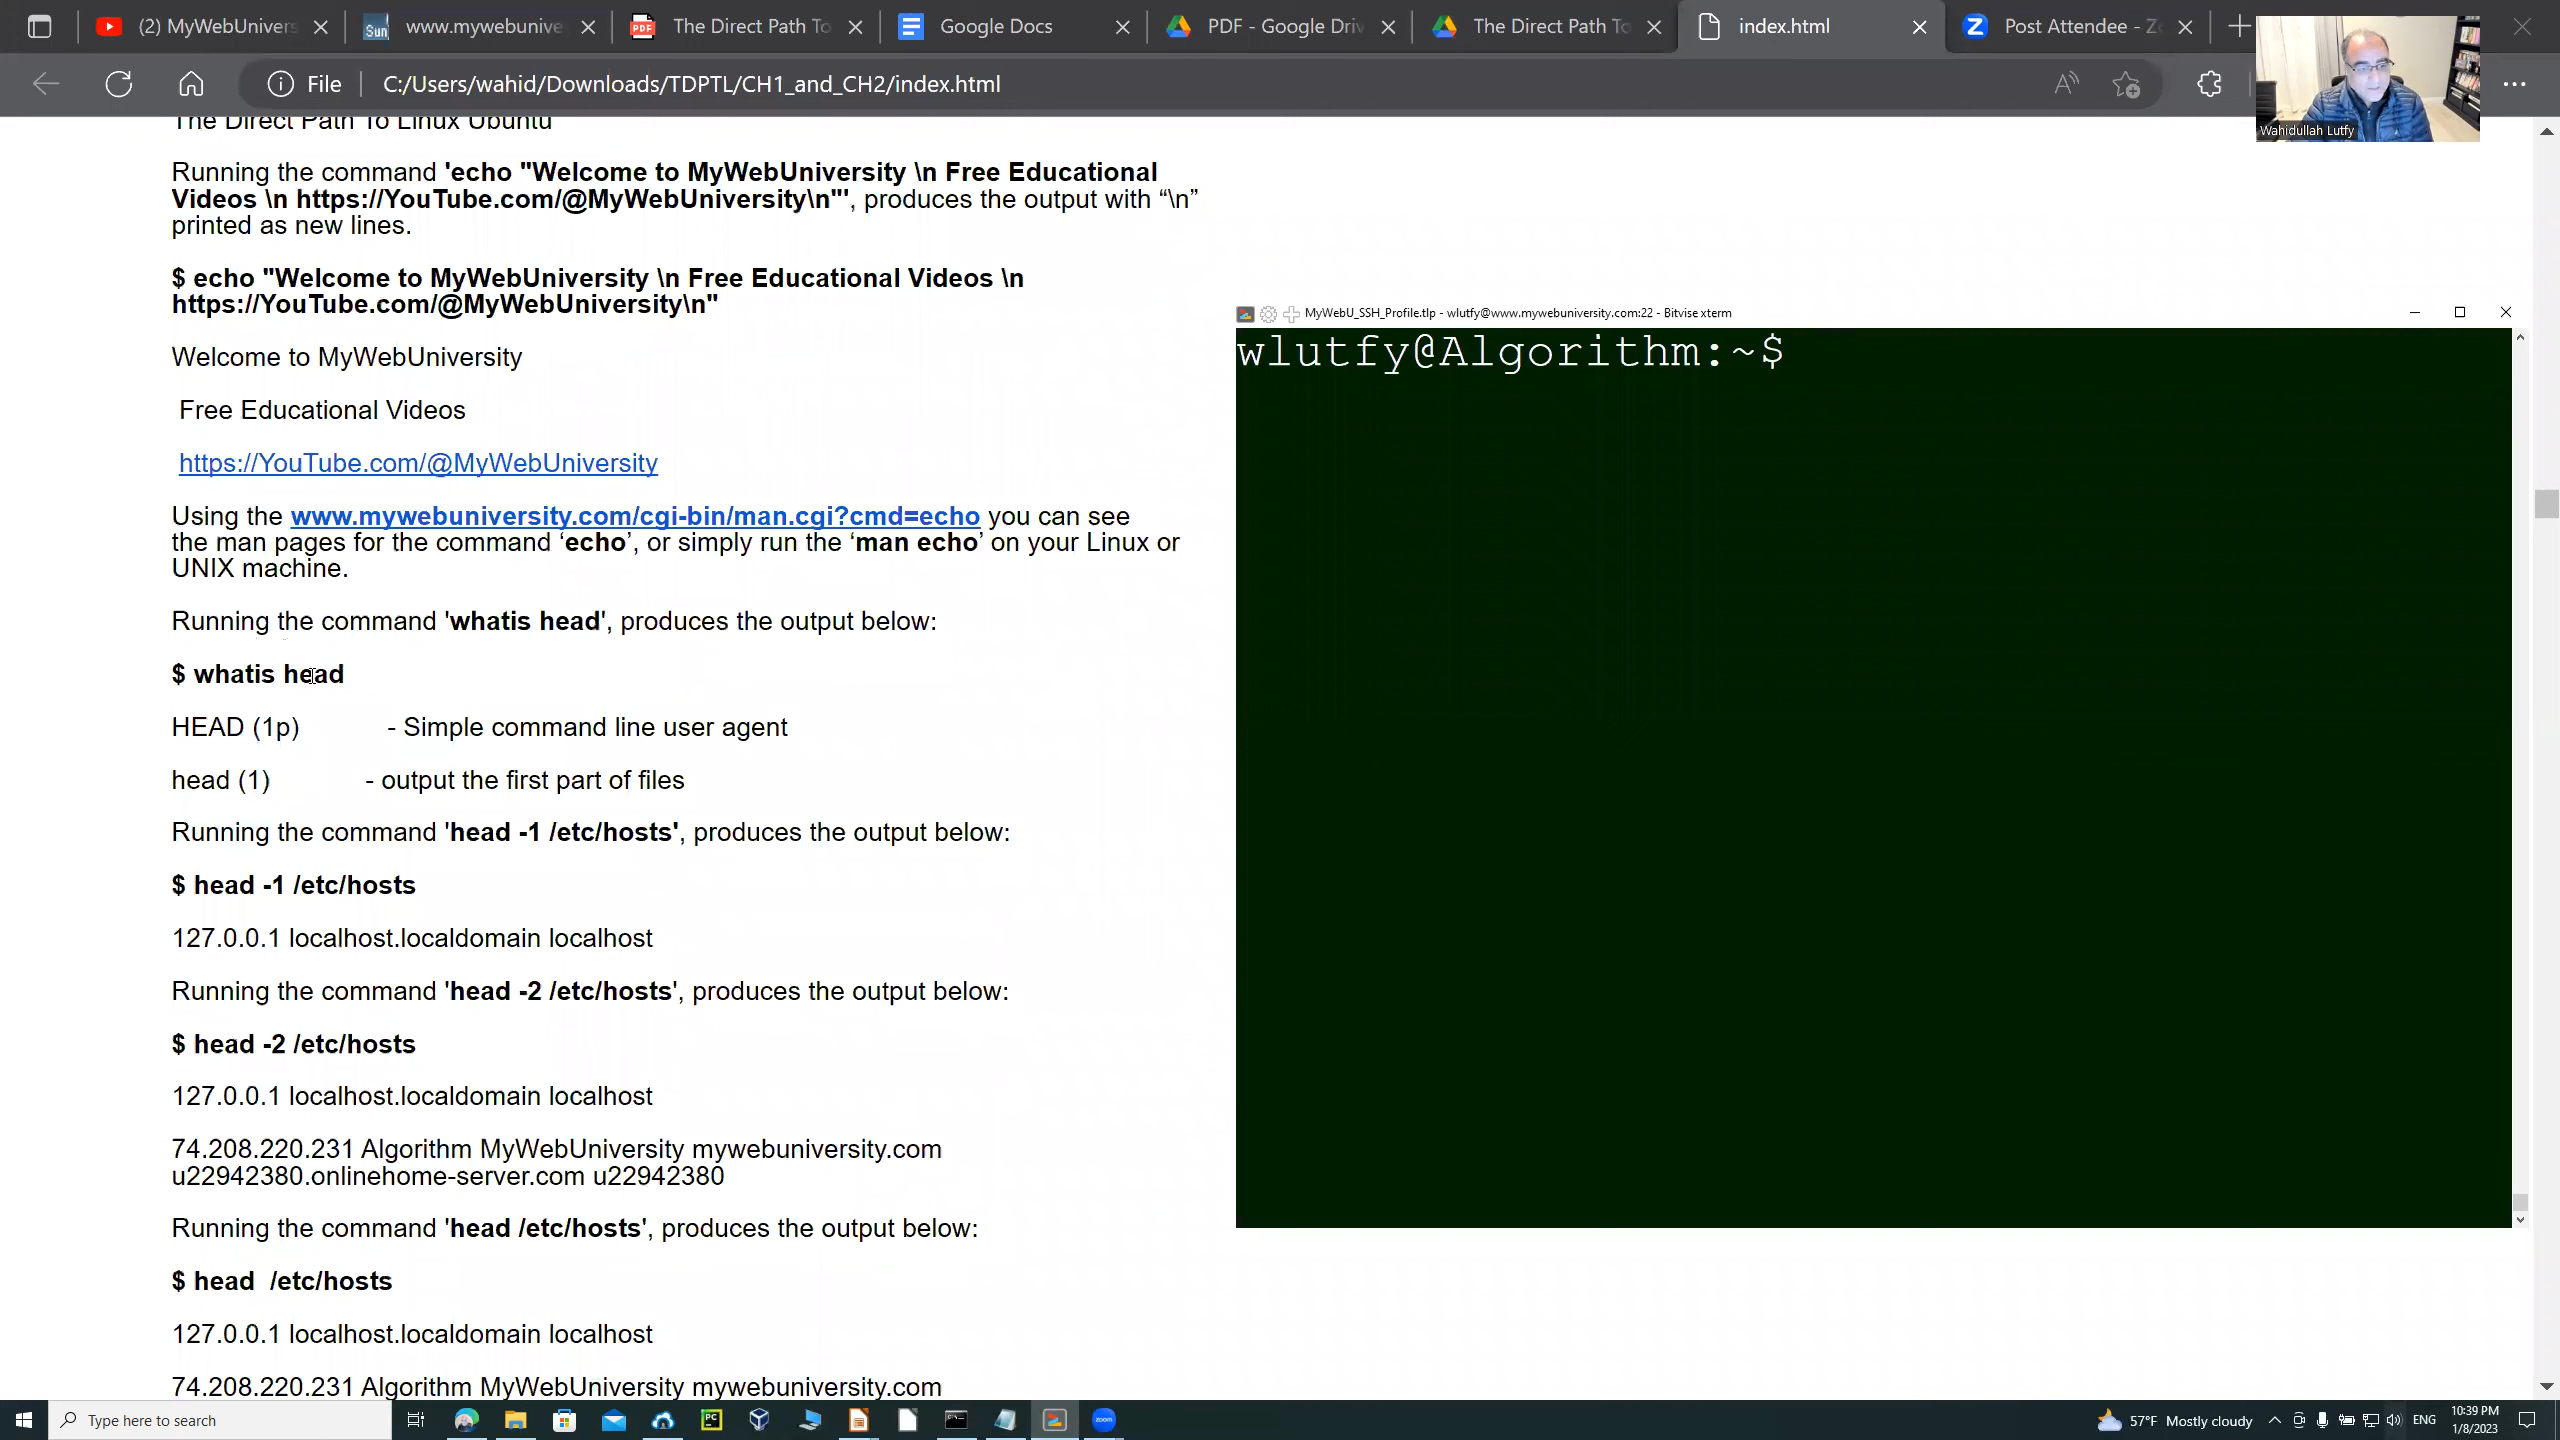 (2) MyWebUnivers
www.mywebunive
The Direct Path To
Google Docs
PDF - Google Driv
The Direct Path To
index.html
Post Attendee - Z
File
C:/Users/wahid/Downloads/TDPTL/CH1_and_CH2/index.html
Wahidullah Lutfy
The Direct Path To Linux Ubuntu
Running the command 'echo "Welcome to MyWebUniversity \n Free Educational
Videos \n https://YouTube.com/@MyWebUniversity\n"', produces the output with “\n”
printed as new lines.
$ echo "Welcome to MyWebUniversity \n Free Educational Videos \n
https://YouTube.com/@MyWebUniversity\n"
Welcome to MyWebUniversity
Free Educational Videos
https://YouTube.com/@MyWebUniversity
Using the www.mywebuniversity.com/cgi-bin/man.cgi?cmd=echo you can see
the man pages for the command ‘echo’, or simply run the ‘man echo’ on your Linux or
UNIX machine.
Running the command 'whatis head', produces the output below:
$ whatis head
HEAD (1p) - Simple command line user agent
head (1) - output the first part of files
Running the command 'head -1 /etc/hosts', produces the output below:
$ head -1 /etc/hosts
127.0.0.1 localhost.localdomain localhost
Running the command 'head -2 /etc/hosts', produces the output below:
$ head -2 /etc/hosts
127.0.0.1 localhost.localdomain localhost
74.208.220.231 Algorithm MyWebUniversity mywebuniversity.com
u22942380.onlinehome-server.com u22942380
Running the command 'head /etc/hosts', produces the output below:
$ head  /etc/hosts
127.0.0.1 localhost.localdomain localhost
74.208.220.231 Algorithm MyWebUniversity mywebuniversity.com
MyWebU_SSH_Profile.tlp - wlutfy@www.mywebuniversity.com:22 - Bitvise xterm
wlutfy@Algorithm:~$
Type here to search
57°F Mostly cloudy
ENG
10:39 PM
1/8/2023